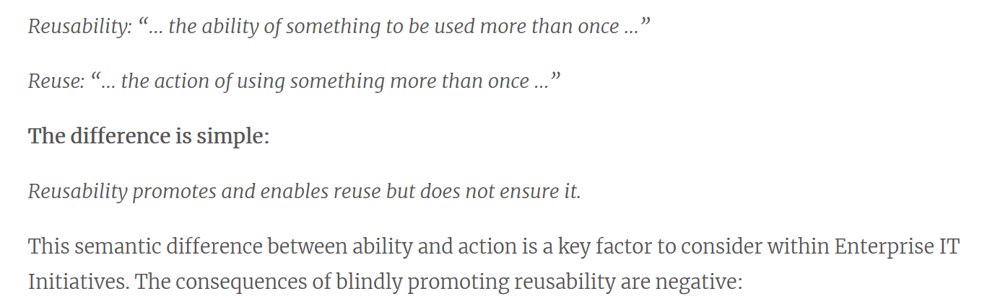 Reusability: “… the ability of something to be used more than once …”
Reuse: “… the action of using something more than once …”
The difference is simple:
Reusability promotes and enables reuse but does not ensure it.
This semantic difference between ability and action is a key factor to consider within Enterprise IT
Initiatives. The consequences of blindly promoting reusability are negative: